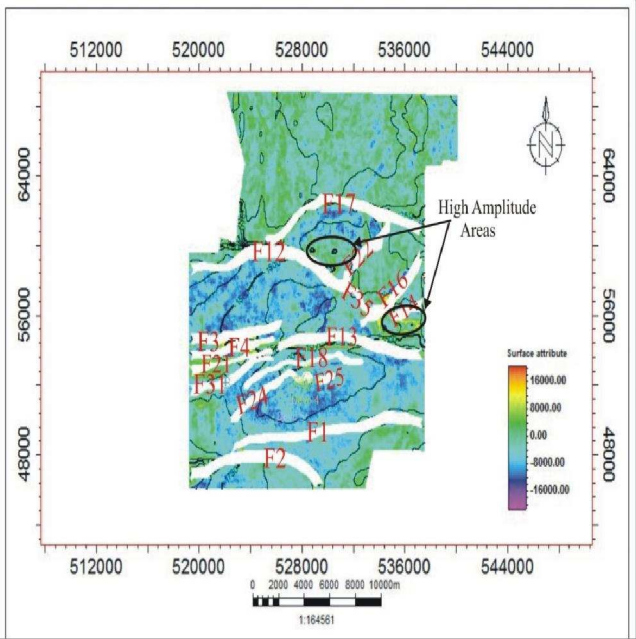 512000 520000 528000 536000 544000
N
64000 64000
F17
High Amplitude
Areas
F12
F35
F16
F14
56000 56000
F3
F4
F13
F21
F18
F31
F25
F24
Surface attribute
16000.00
8000.00
0.00
-8000.00
-16000.00
F1
F2
48000 48000
512000 520000 528000 536000 544000
0 2000 4000 6000 8000 10000m
1:164561